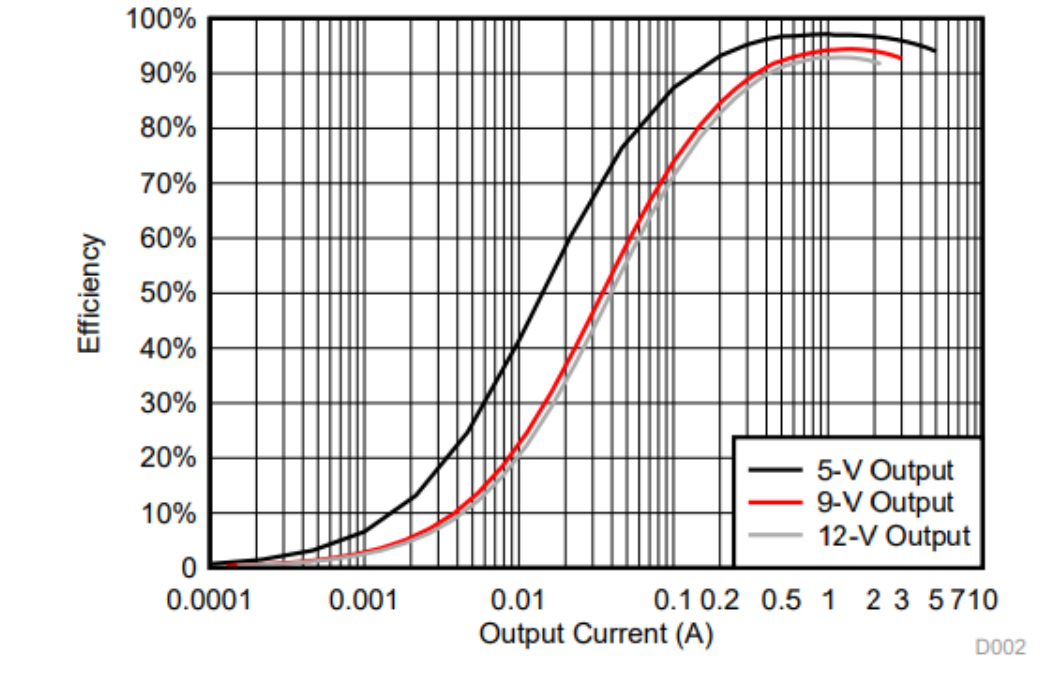 100%
90%
80%
70%
60%
50%
40%
30%
20%
10%
0
Efficiency
0.0001 0.001 0.01 0.1 0.2 0.5 1 2 3 5 7 10
Output Current (A)
5-V Output
9-V Output
12-V Output
D002